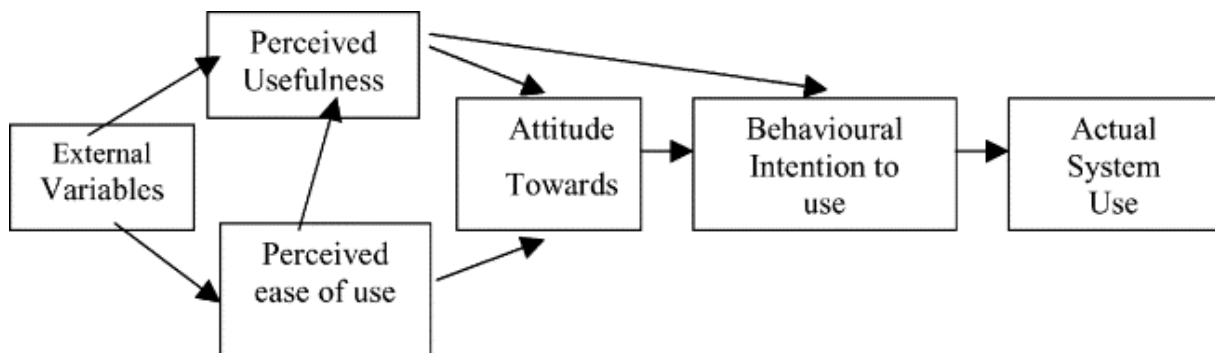 Perceived
Usefulness
External
Variables
Perceived
ease of use
Attitude
Towards
Behavioural
Intention to
use
Actual
System
Use